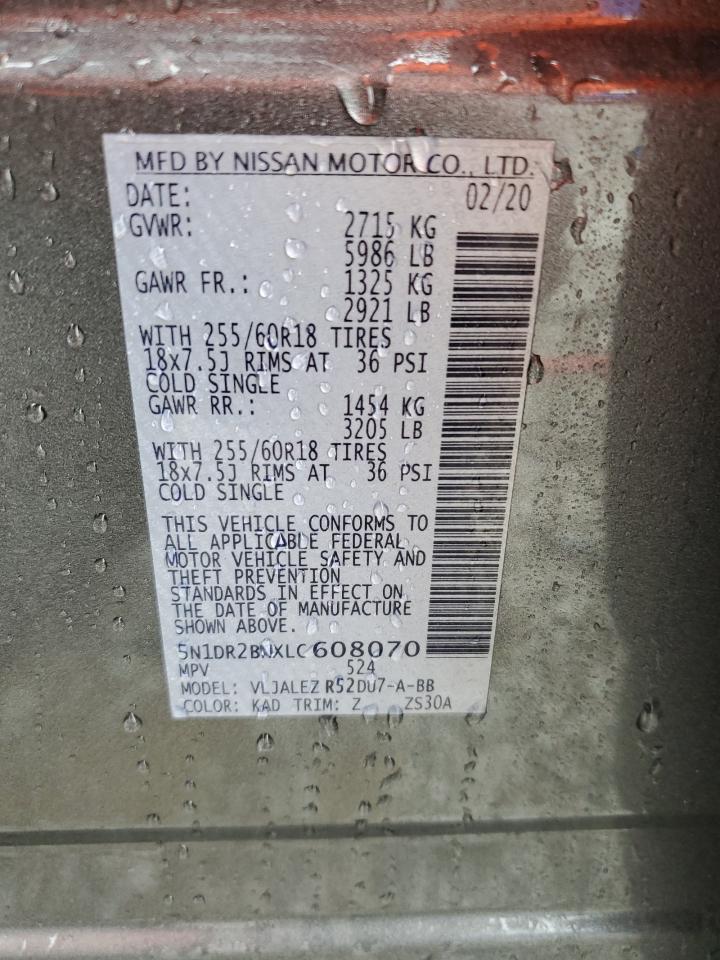 MFD BY NISSAN MOTOR CO., LTD.
DATE: 02/20
GVWR: 2715 KG
5986 LB
GAWR FR.: 1325 KG
2921 LB
WITH 255/60R18 TIRES
18x7.5J RIMS AT 36 PSI
COLD SINGLE
GAWR RR.: 1454 KG
3205 LB
WITH 255/60R18 TIRES
18x7.5J RIMS AT 36 PSI
COLD SINGLE
THIS VEHICLE CONFORMS TO
ALL APPLICABLE FEDERAL
MOTOR VEHICLE SAFETY AND
THEFT PREVENTION
STANDARDS IN EFFECT ON
THE DATE OF MANUFACTURE
SHOWN ABOVE.
5N1DR2BNXLC608070
MPV 524
MODEL: VLJALEZ R52DU7-A-BB
COLOR: KAD TRIM: Z ZS30A